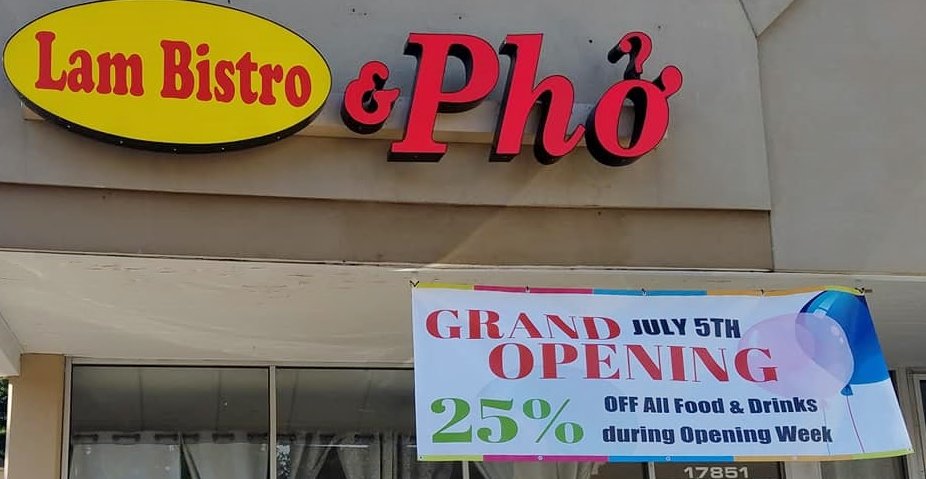 Lam Bistro & Phở
GRAND JULY 5TH
OPENING
25% OFF All Food & Drinks
during Opening Week
17851